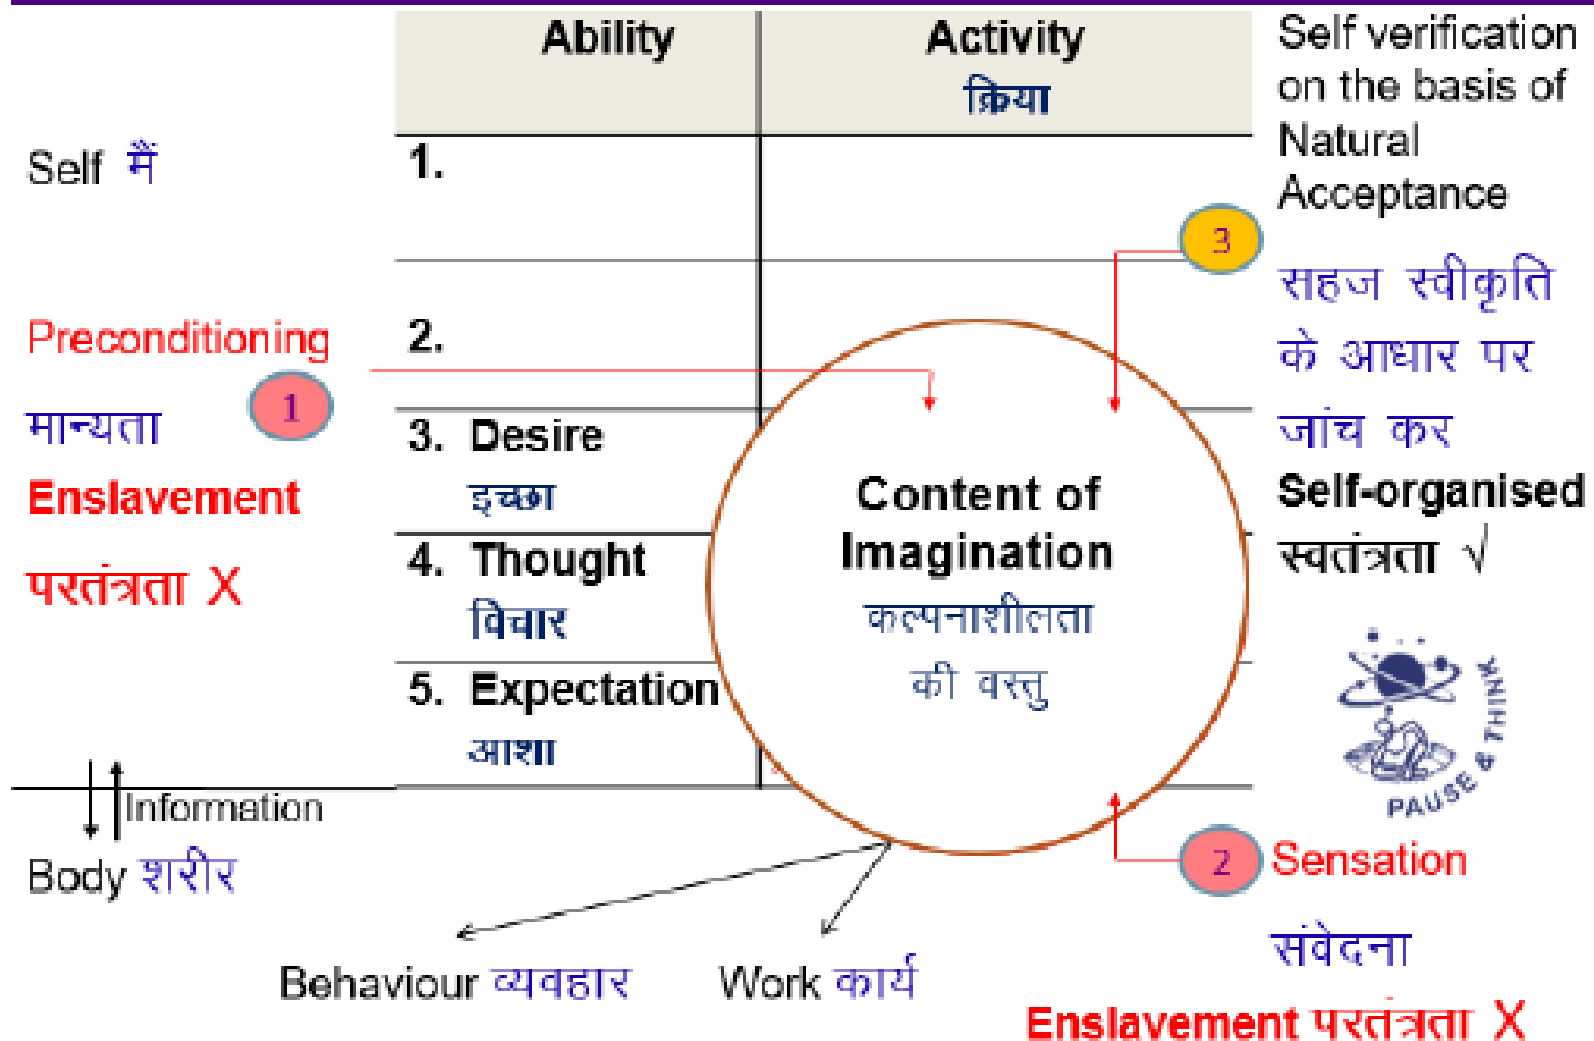 Ability
Activity
क्रिया
Self मैं
1.
Self verification
on the basis of
Natural
Acceptance
3
सहज स्वीकृति
के आधार पर
जांच कर
Self-organised
स्वतंत्रता √
Preconditioning
मान्यता
1
Enslavement
परतंत्रता X
2.
3. Desire
इच्छा
4. Thought
विचार
5. Expectation
आशा
Content of
Imagination
कल्पनाशीलता
की वस्तु
PAUSE & THINK
Information
Body शरीर
2
Sensation
संवेदना
Enslavement परतंत्रता X
Behaviour व्यवहार
Work कार्य